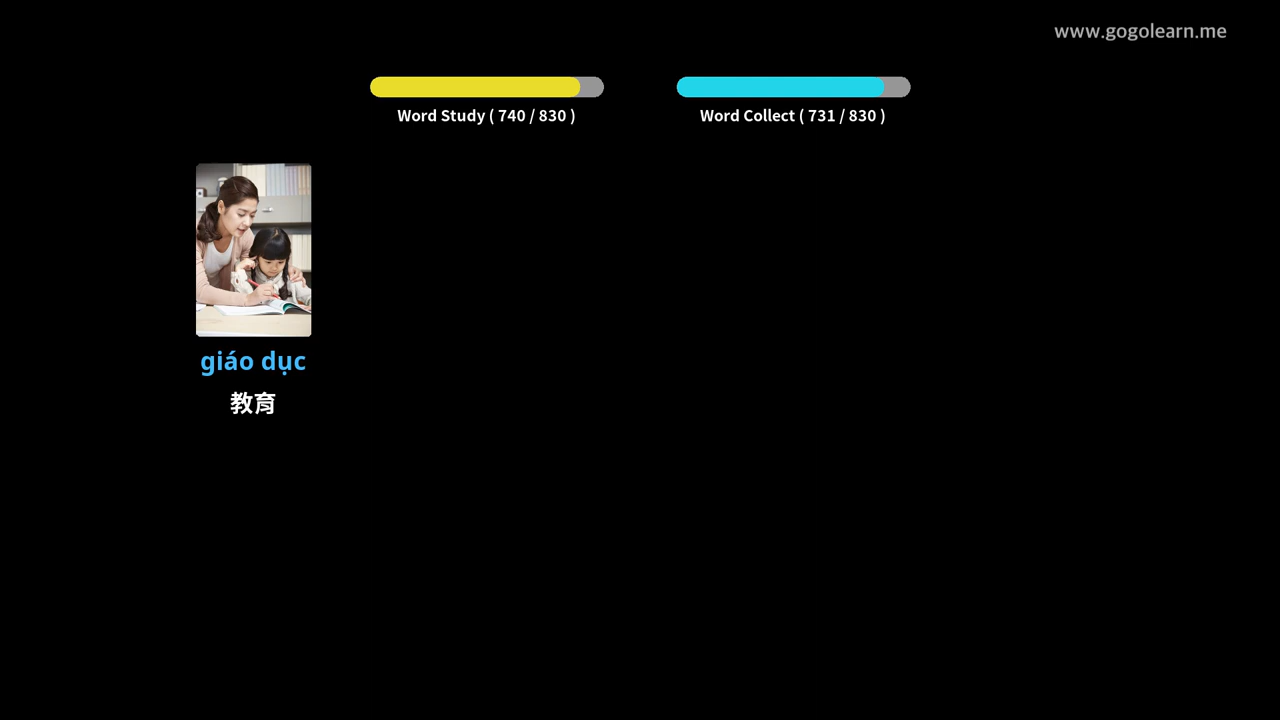 www.gogolearn.me
Word Study ( 740 / 830 )
Word Collect ( 731 / 830 )
giáo dục
教育